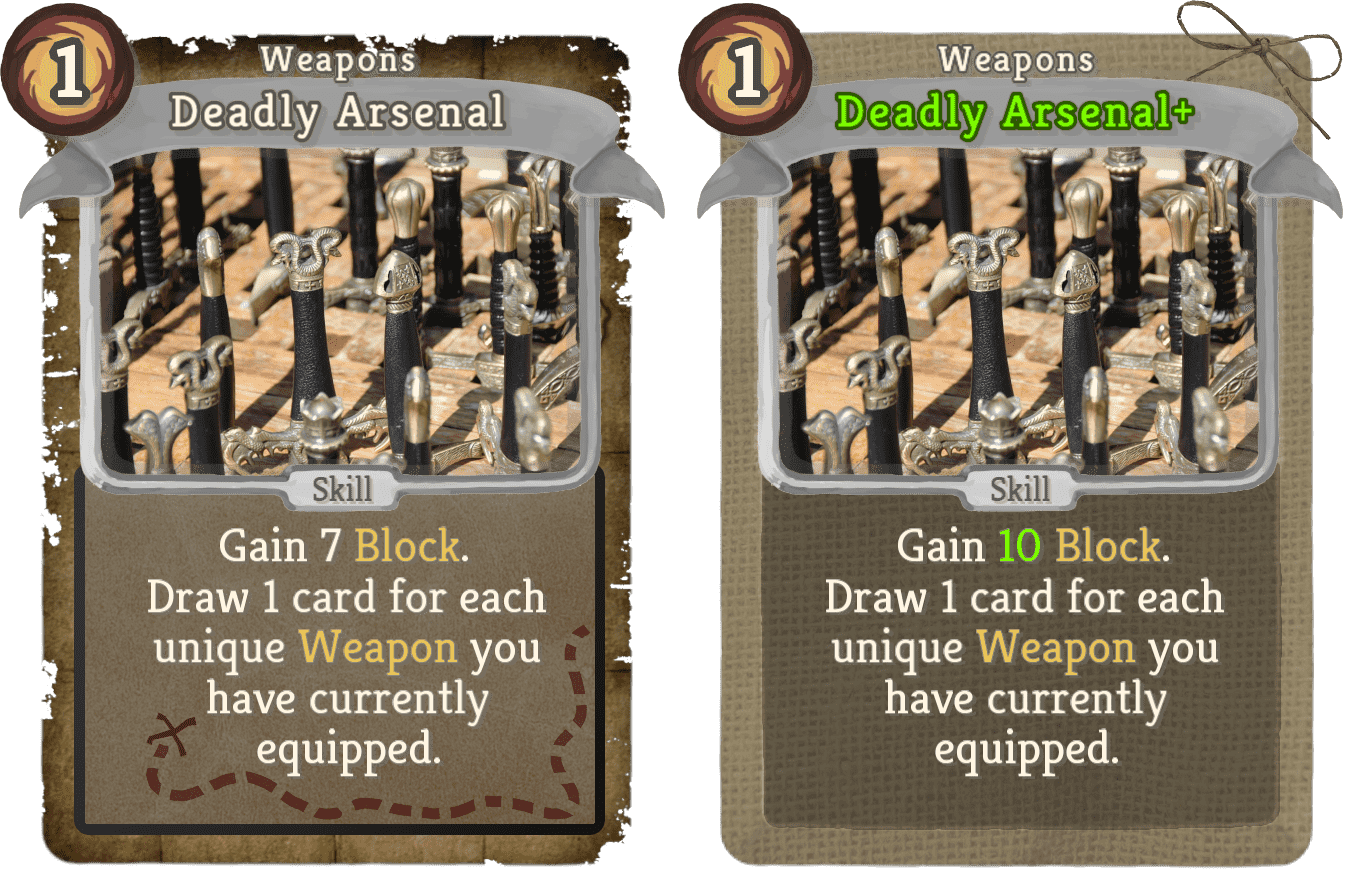 1
Weapons
Deadly Arsenal
Skill
Gain 7 Block.
Draw 1 card for each
unique Weapon you
have currently
equipped.
1
Weapons
Deadly Arsenal+
Skill
Gain 10 Block.
Draw 1 card for each
unique Weapon you
have currently
equipped.